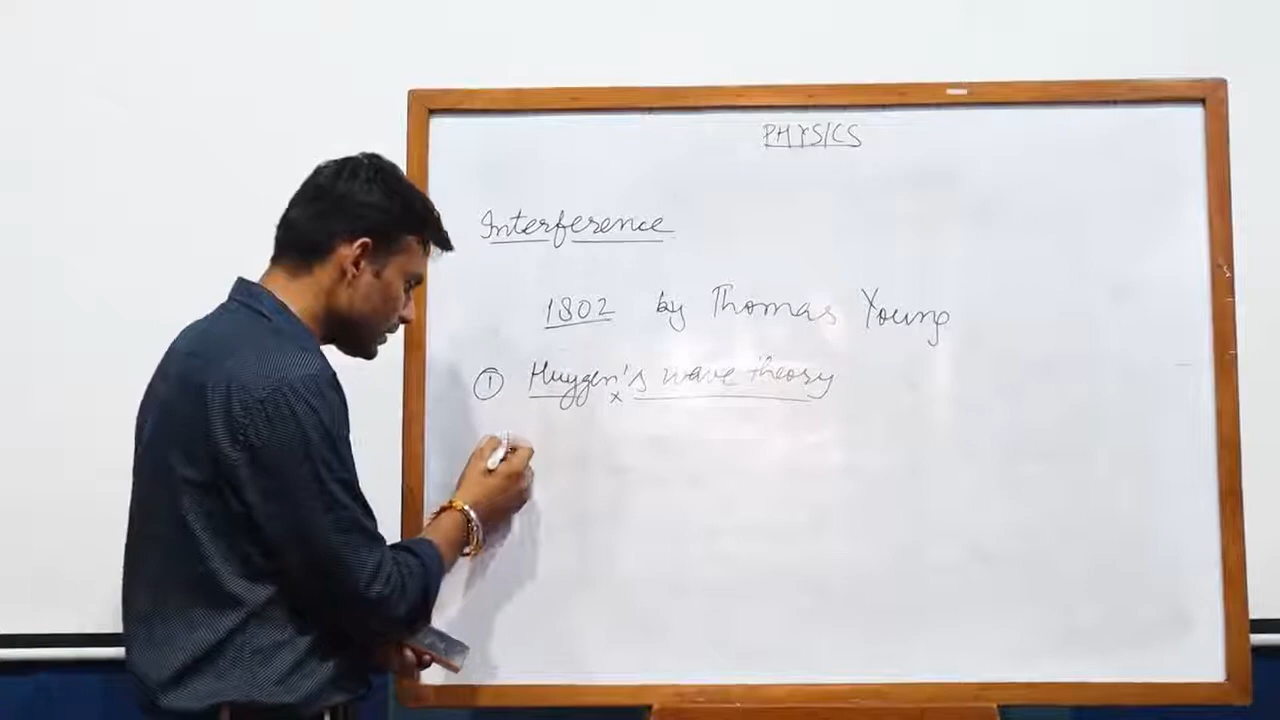 PHYSICS
Interference
1802 by Thomas Young
① Huygen's wave theory
x